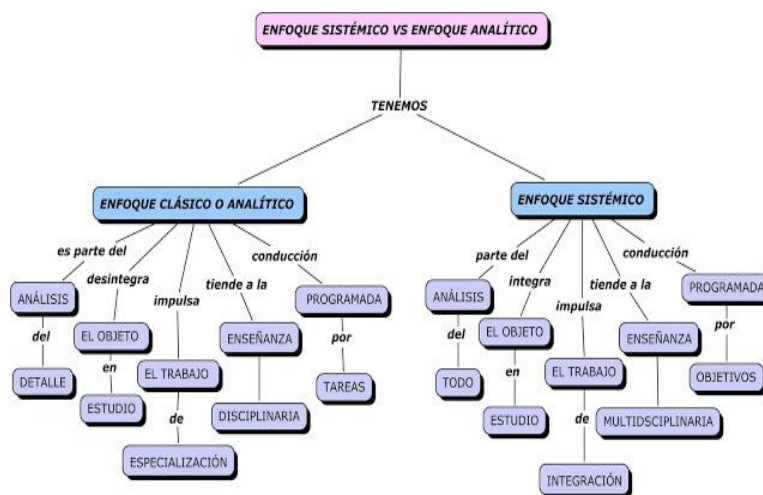 ENFOQUE SISTÉMICO VS ENFOQUE ANALÍTICO
TENEMOS
ENFOQUE CLÁSICO O ANALÍTICO
es parte del
desintegra
impulsa
tiende a la
conducción
ANÁLISIS
del
DETALLE
EL OBJETO
en
ESTUDIO
EL TRABAJO
de
ESPECIALIZACIÓN
ENSEÑANZA
DISCIPLINARIA
PROGRAMADA
por
TAREAS
ENFOQUE SISTÉMICO
parte del
integra
impulsa
tiende a la
conducción
ANÁLISIS
del
TODO
EL OBJETO
en
ESTUDIO
EL TRABAJO
de
INTEGRACIÓN
ENSEÑANZA
MULTIDSCIPLINARIA
PROGRAMADA
por
OBJETIVOS